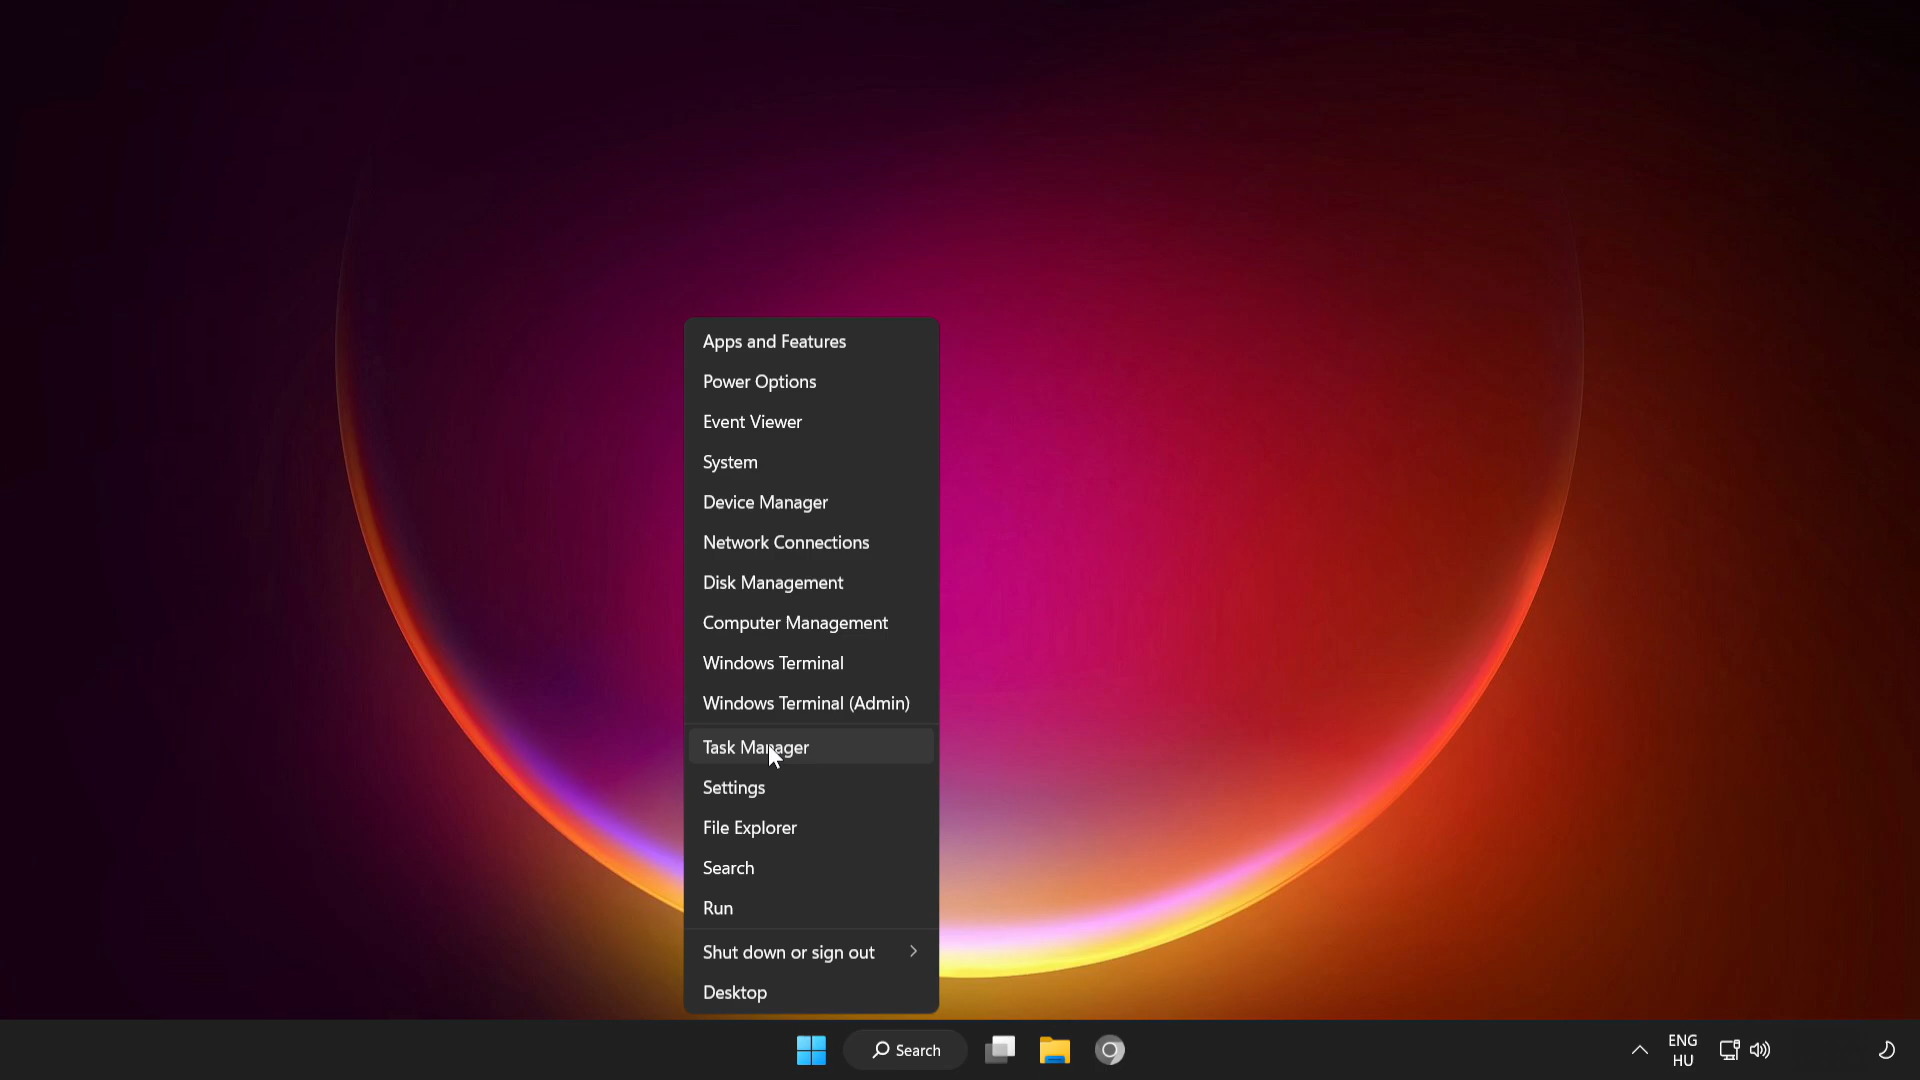 Apps and Features
Power Options
Event Viewer
System
Device Manager
Network Connections
Disk Management
Computer Management
Windows Terminal
Windows Terminal (Admin)
Task Manager
Settings
File Explorer
Search
Run
Shut down or sign out
Desktop
Search
ENG
HU